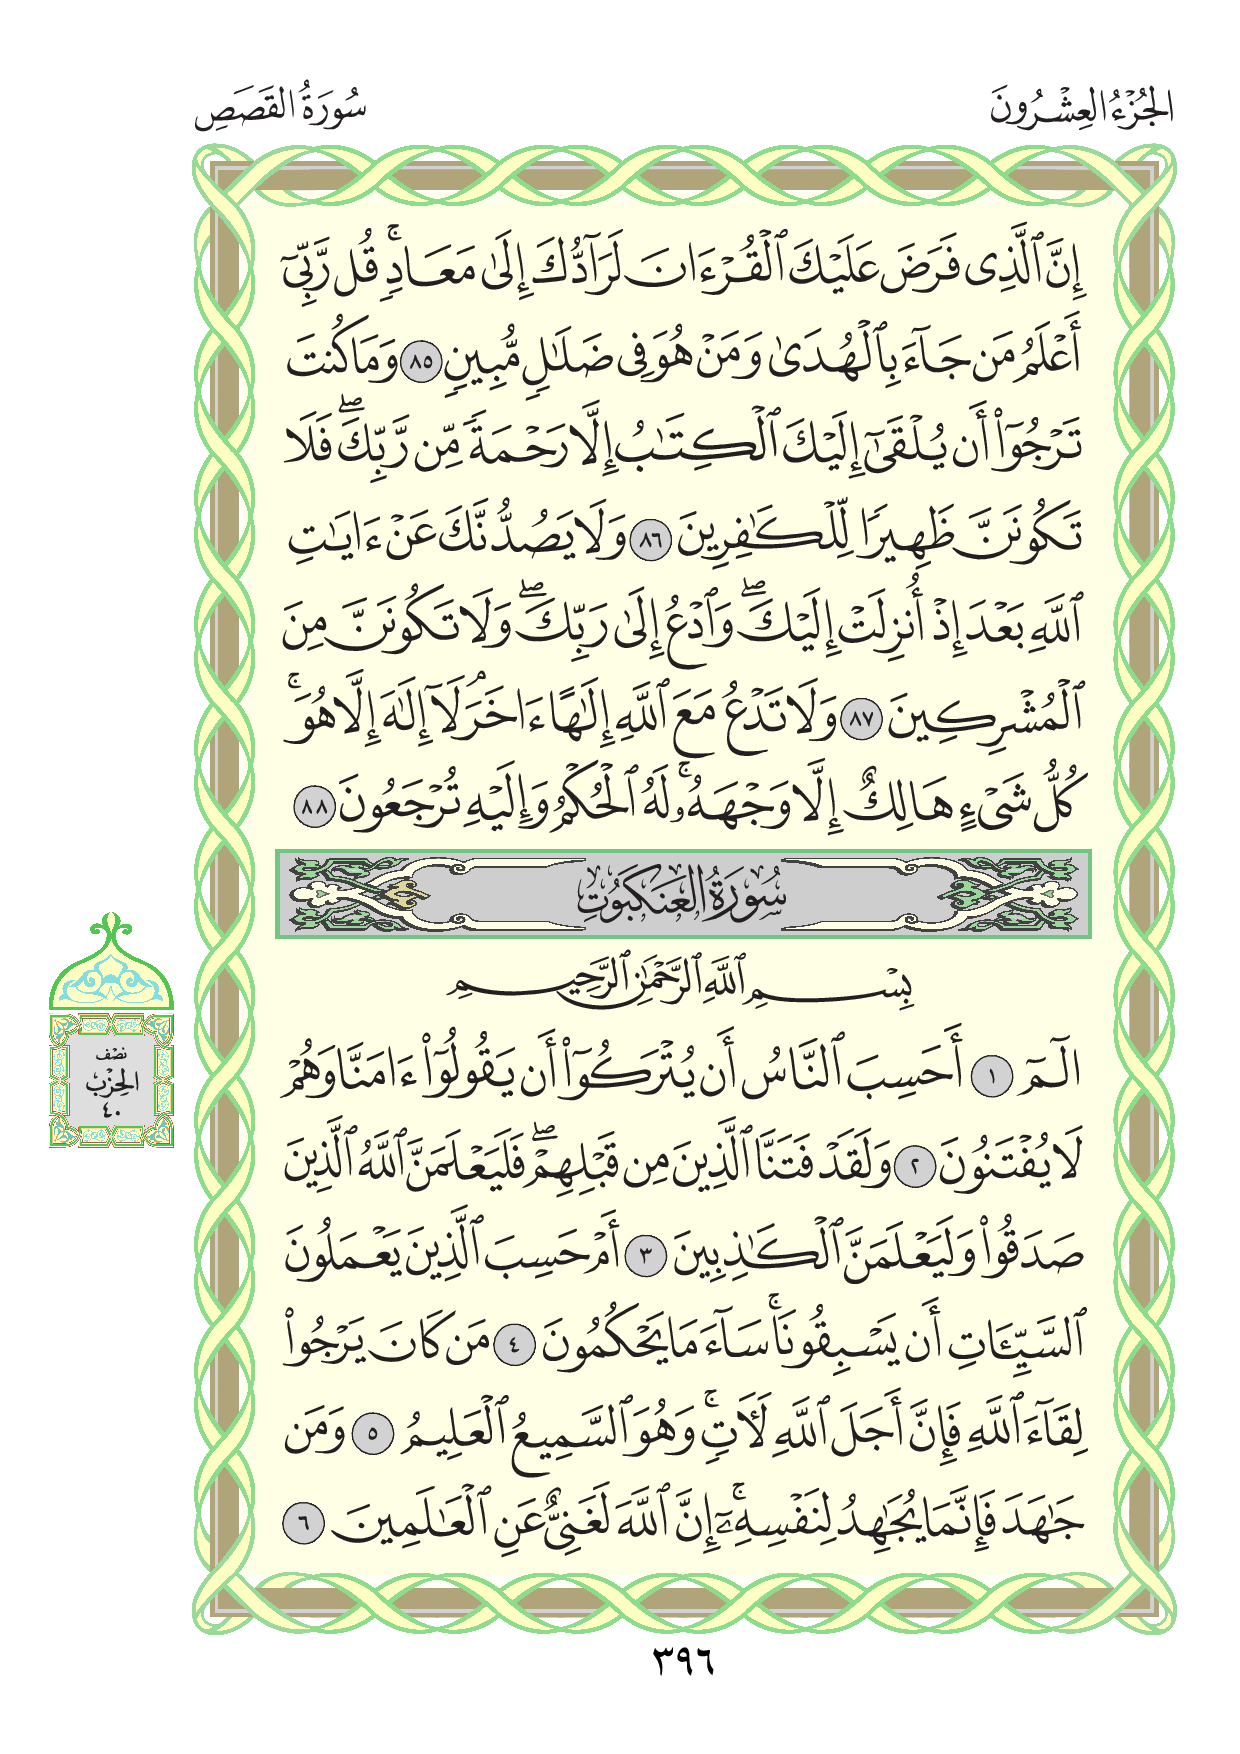 الجُزْءُ العِشْرُونَ
سُورَةُ القَصَصِ
إِنَّ ٱلَّذِى فَرَضَ عَلَيْكَ ٱلْقُرْءَانَ لَرَآدُّكَ إِلَىٰ مَعَادٍۚ قُل رَّبِّىٓ
أَعْلَمُ مَن جَآءَ بِٱلْهُدَىٰ وَمَنْ هُوَ فِى ضَلَٰلٍ مُّبِينٍ ٨٥ وَمَا كُنتَ
تَرْجُوٓا۟ أَن يُلْقَىٰٓ إِلَيْكَ ٱلْكِتَٰبُ إِلَّا رَحْمَةً مِّن رَّبِّكَۖ فَلَا
تَكُونَنَّ ظَهِيرًا لِّلْكَٰفِرِينَ ٨٦ وَلَا يَصُدُّنَّكَ عَنْ ءَايَٰتِ
ٱللَّهِ بَعْدَ إِذْ أُنزِلَتْ إِلَيْكَۖ وَٱدْعُ إِلَىٰ رَبِّكَۖ وَلَا تَكُونَنَّ مِنَ
ٱلْمُشْرِكِينَ ٨٧ وَلَا تَدْعُ مَعَ ٱللَّهِ إِلَٰهًا ءَاخَرَۘ لَآ إِلَٰهَ إِلَّا هُوَۚ
كُلُّ شَىْءٍ هَالِكٌ إِلَّا وَجْهَهُۥۚ لَهُ ٱلْحُكْمُ وَإِلَيْهِ تُرْجَعُونَ ٨٨
سُورَةُ العَنكَبُوتِ
بِسْمِ ٱللَّهِ ٱلرَّحْمَٰنِ ٱلرَّحِيمِ
الٓمٓ ١ أَحَسِبَ ٱلنَّاسُ أَن يُتْرَكُوٓا۟ أَن يَقُولُوٓا۟ ءَامَنَّا وَهُمْ
لَا يُفْتَنُونَ ٢ وَلَقَدْ فَتَنَّا ٱلَّذِينَ مِن قَبْلِهِمْۖ فَلَيَعْلَمَنَّ ٱللَّهُ ٱلَّذِينَ
صَدَقُوا۟ وَلَيَعْلَمَنَّ ٱلْكَٰذِبِينَ ٣ أَمْ حَسِبَ ٱلَّذِينَ يَعْمَلُونَ
ٱلسَّيِّـَٔاتِ أَن يَسْبِقُونَاۚ سَآءَ مَا يَحْكُمُونَ ٤ مَن كَانَ يَرْجُوا۟
لِقَآءَ ٱللَّهِ فَإِنَّ أَجَلَ ٱللَّهِ لَـَٔاتٍۚ وَهُوَ ٱلسَّمِيعُ ٱلْعَلِيمُ ٥ وَمَن
جَٰهَدَ فَإِنَّمَا يُجَٰهِدُ لِنَفْسِهِۦٓۚ إِنَّ ٱللَّهَ لَغَنِىٌّ عَنِ ٱلْعَٰلَمِينَ ٦
نصْف
الحِزْب
٤٠
٣٩٦